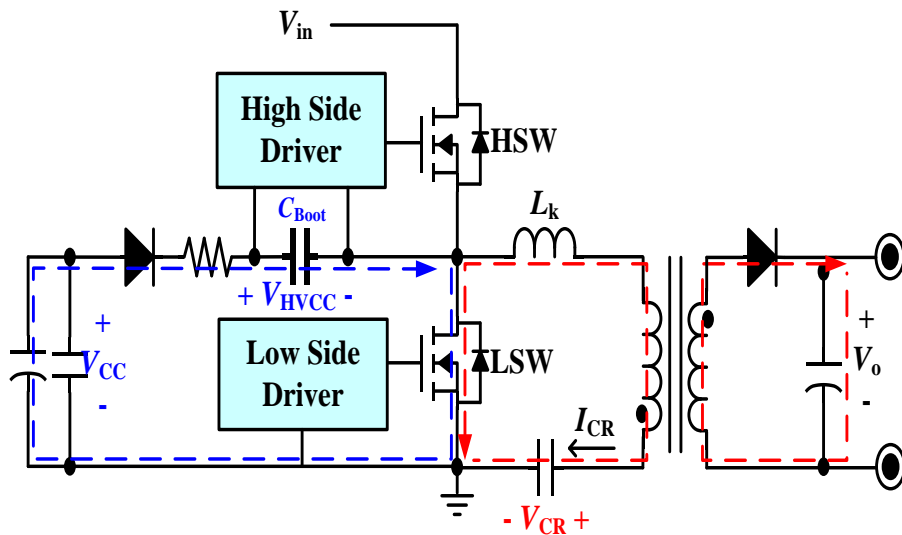 Vin
High Side
Driver
HSW
CBoot
Lk
+ VHVCC -
+
VCC
-
Low Side
Driver
LSW
+
Vo
-
ICR
- VCR +